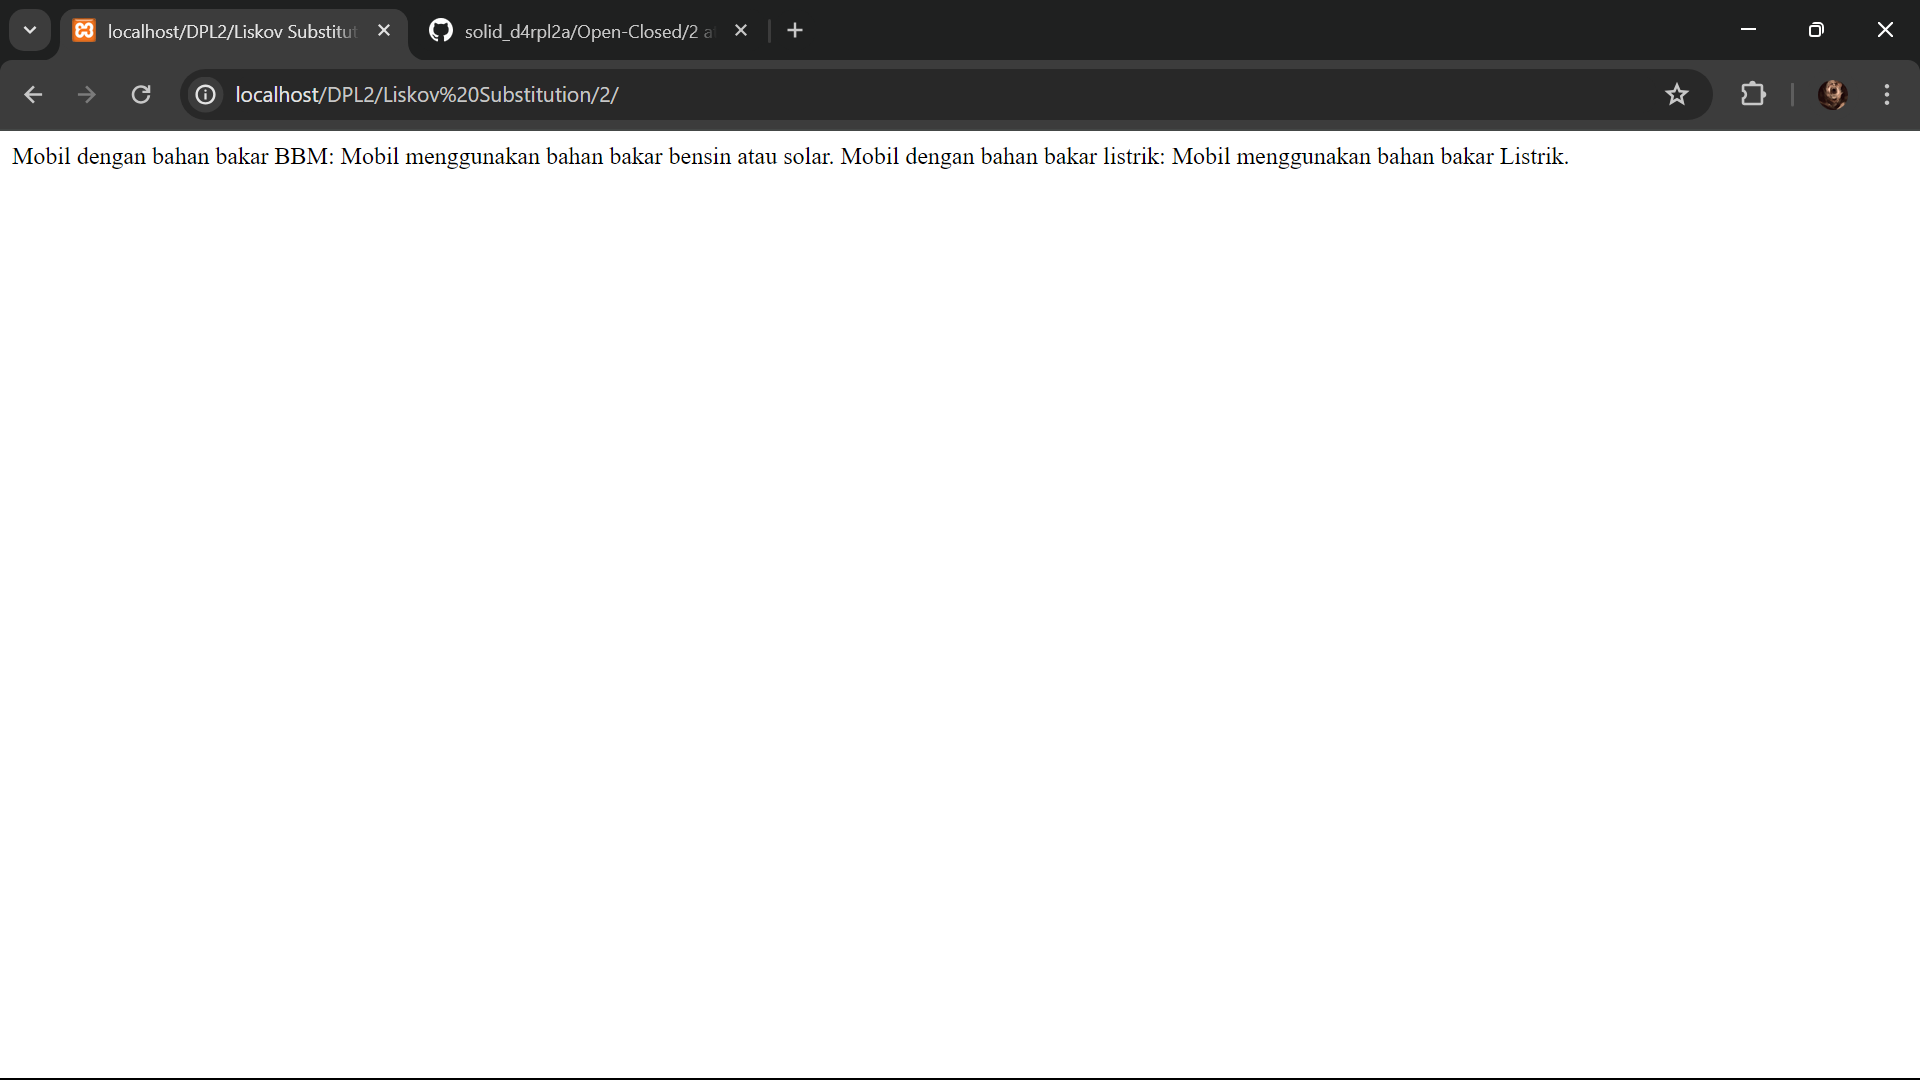 localhost/DPL2/Liskov Substitut
solid_d4rpl2a/Open-Closed/2 at
localhost/DPL2/Liskov%20Substitution/2/
Mobil dengan bahan bakar BBM: Mobil menggunakan bahan bakar bensin atau solar. Mobil dengan bahan bakar listrik: Mobil menggunakan bahan bakar Listrik.